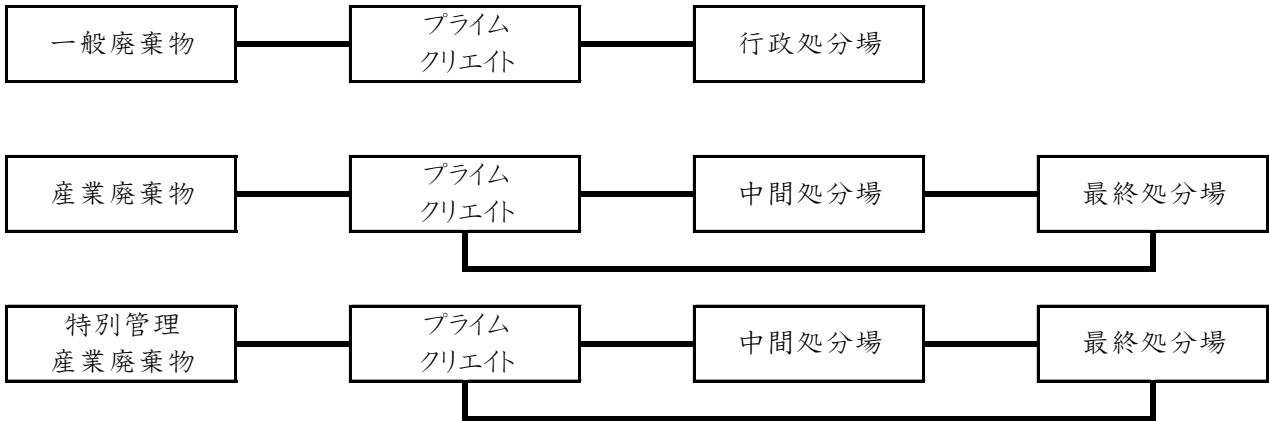 一般廃棄物
プライム
クリエイト
行政処分場
産業廃棄物
プライム
クリエイト
中間処分場
最終処分場
特別管理
産業廃棄物
プライム
クリエイト
中間処分場
最終処分場